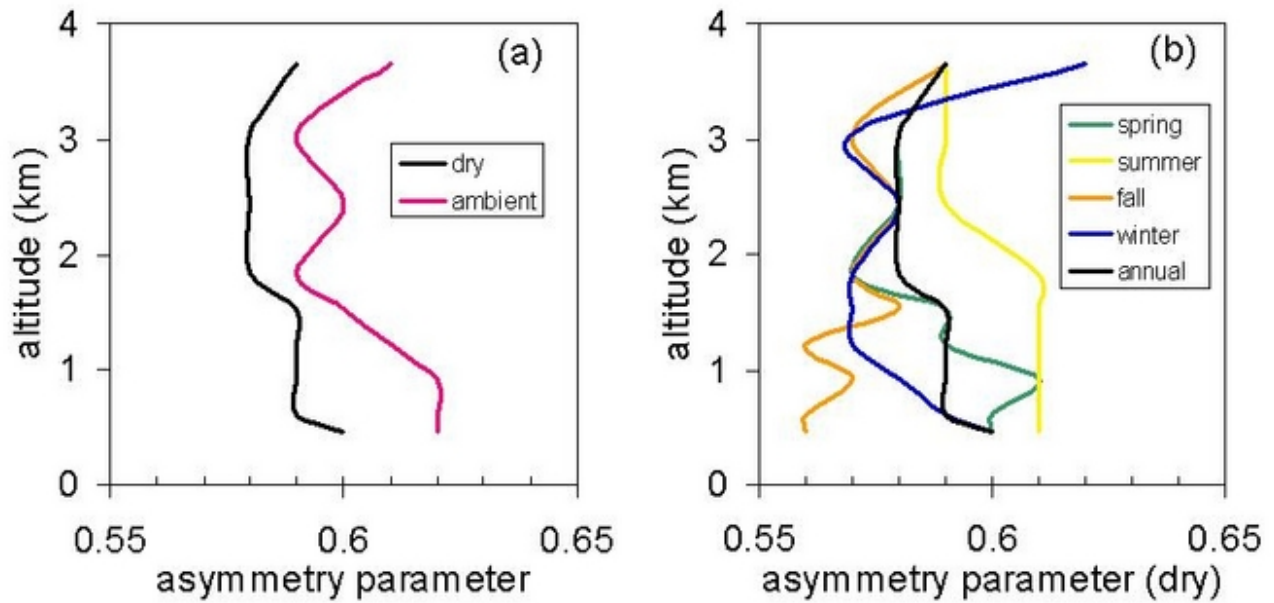 (a)
4
3
2
1
0
altitude (km)
dry
ambient
0.55
0.6
0.65
asymmetry parameter
(b)
4
3
2
1
0
altitude (km)
spring
summer
fall
winter
annual
0.55
0.6
0.65
asymmetry parameter (dry)